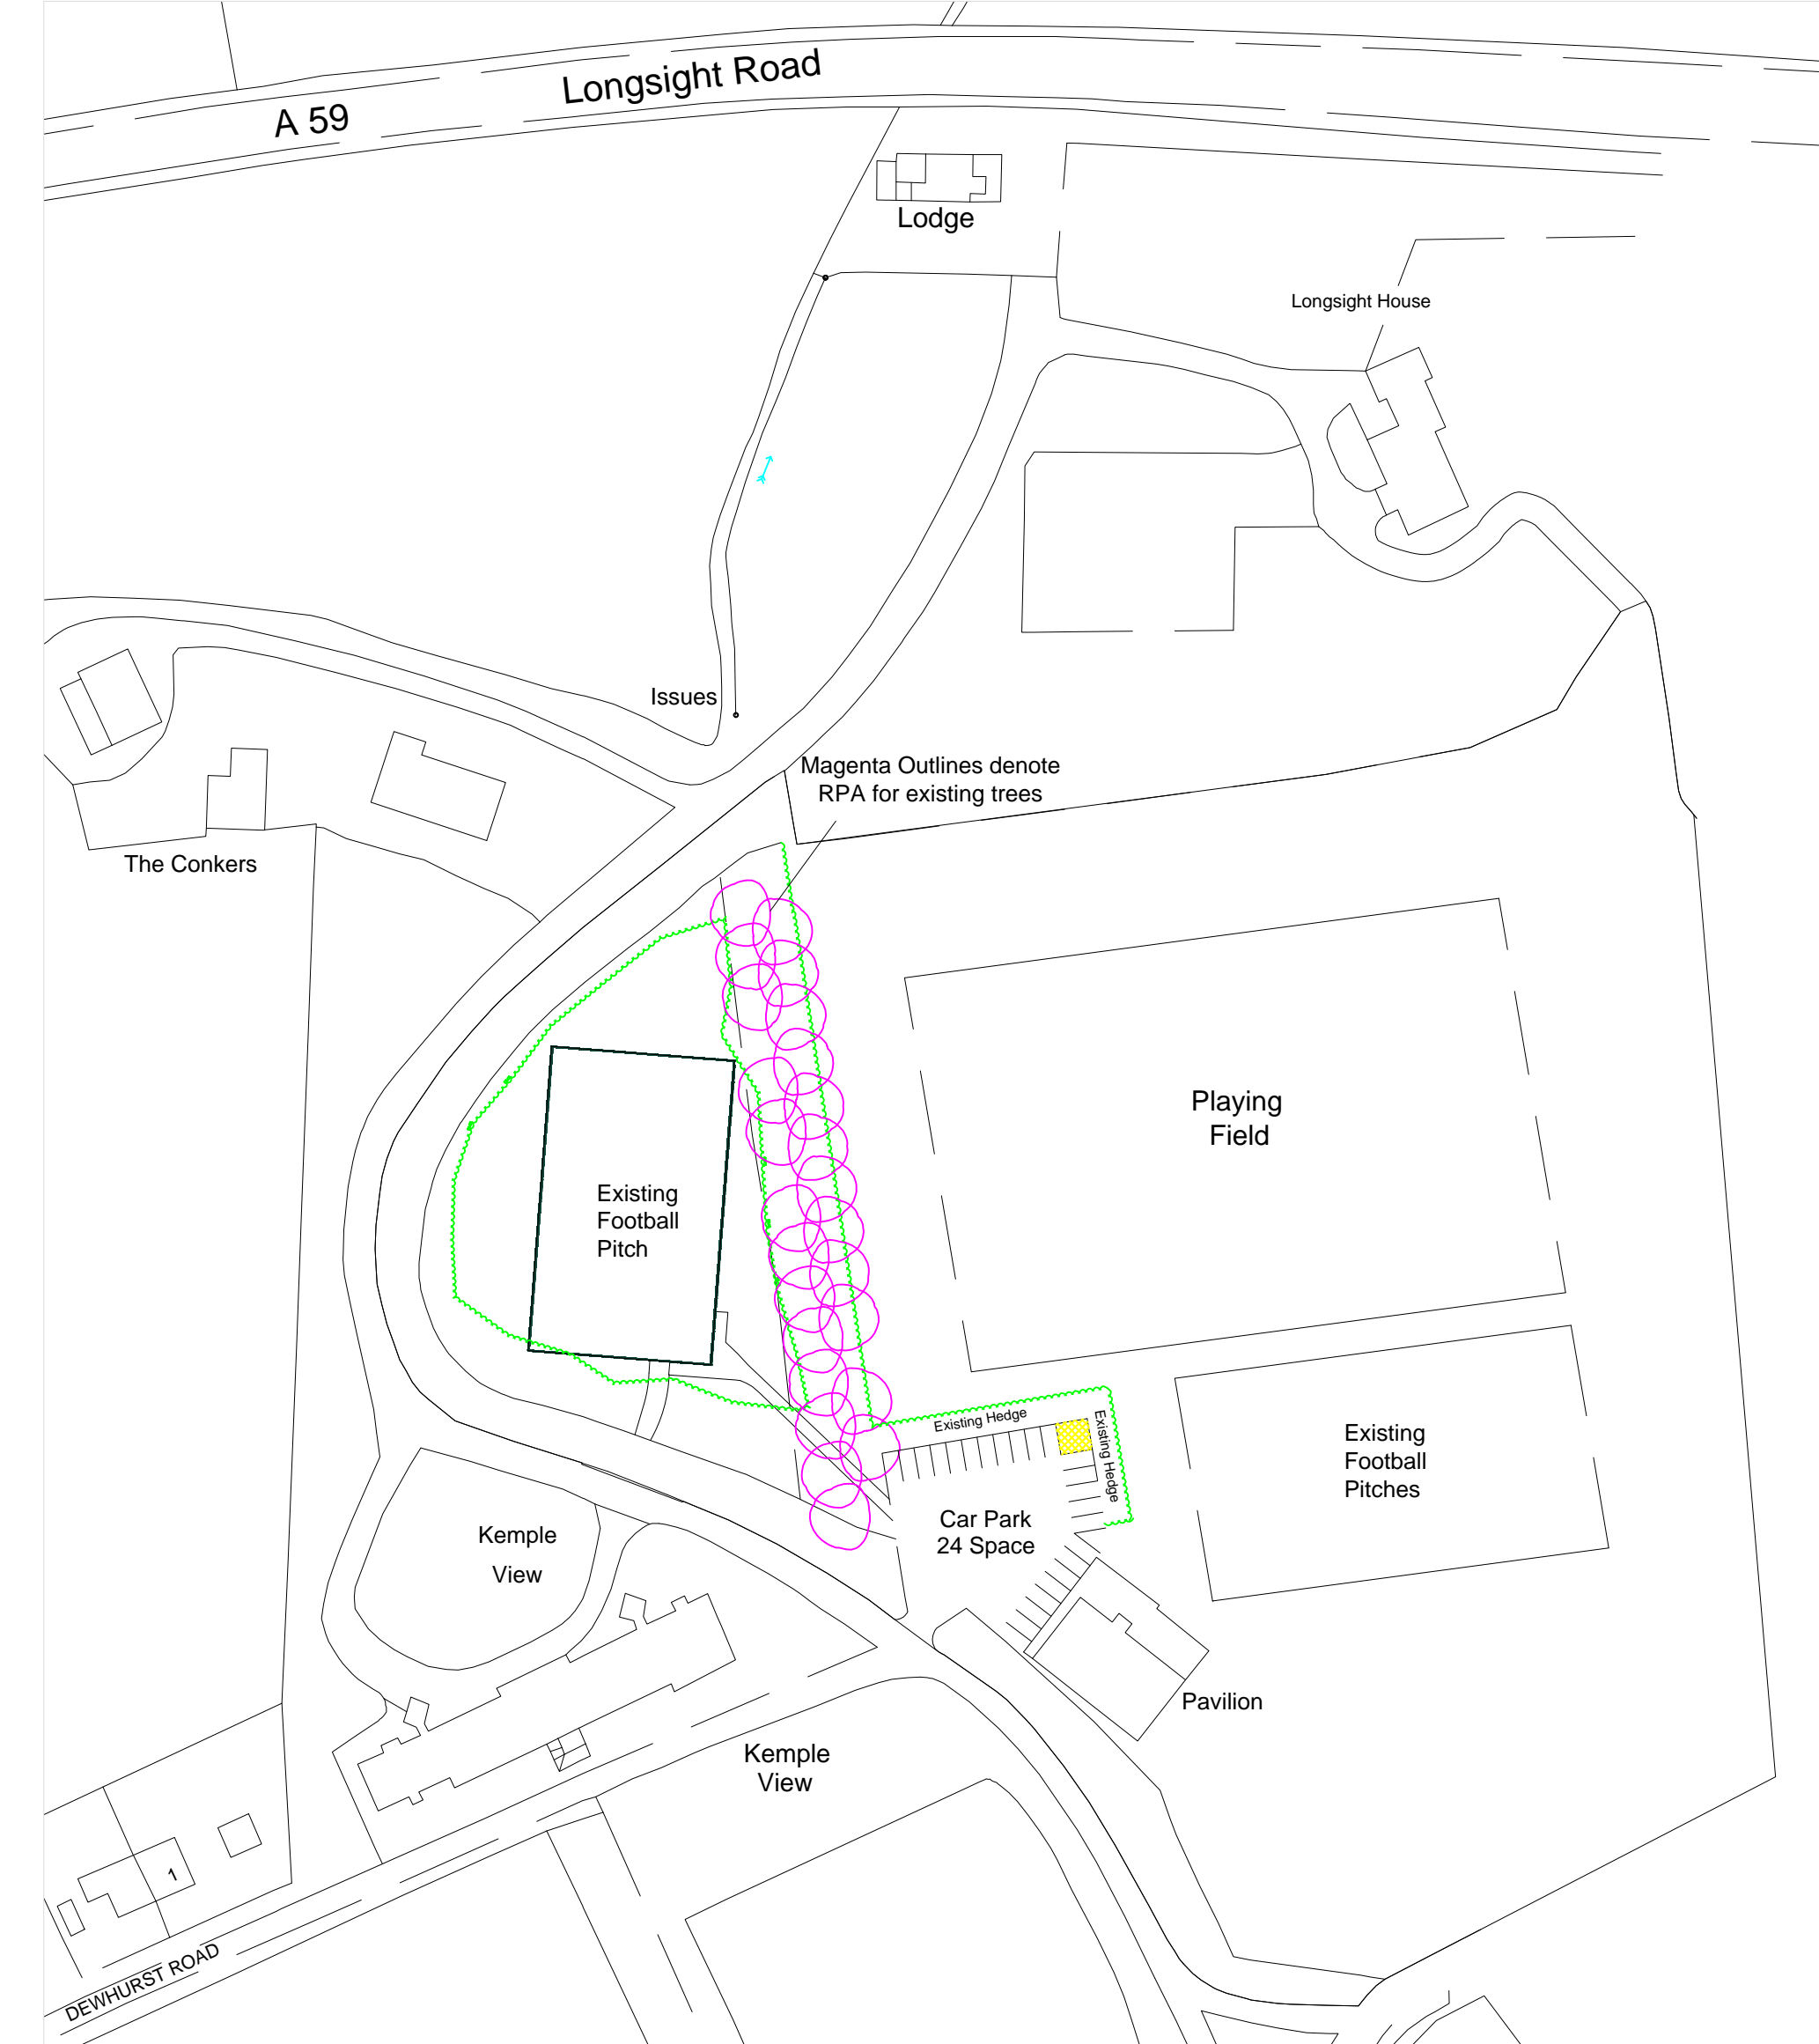 Longsight Road
A 59
Lodge
Longsight House
Issues
Magenta Outlines denote
RPA for existing trees
The Conkers
Playing
Field
Existing
Football
Pitch
Existing Hedge
Existing Hedge
Existing
Football
Pitches
Car Park
24 Space
Kemple
View
Pavilion
Kemple
View
1
DEWHURST ROAD